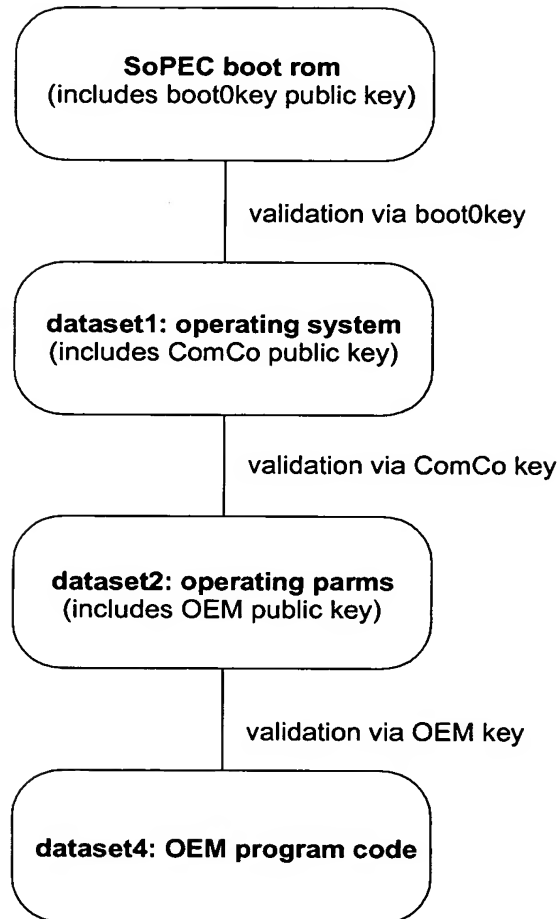 SoPEC boot rom
(includes boot0key public key)
validation via boot0key
dataset1: operating system
(includes ComCo public key)
validation via ComCo key
dataset2: operating parms
(includes OEM public key)
validation via OEM key
dataset4: OEM program code